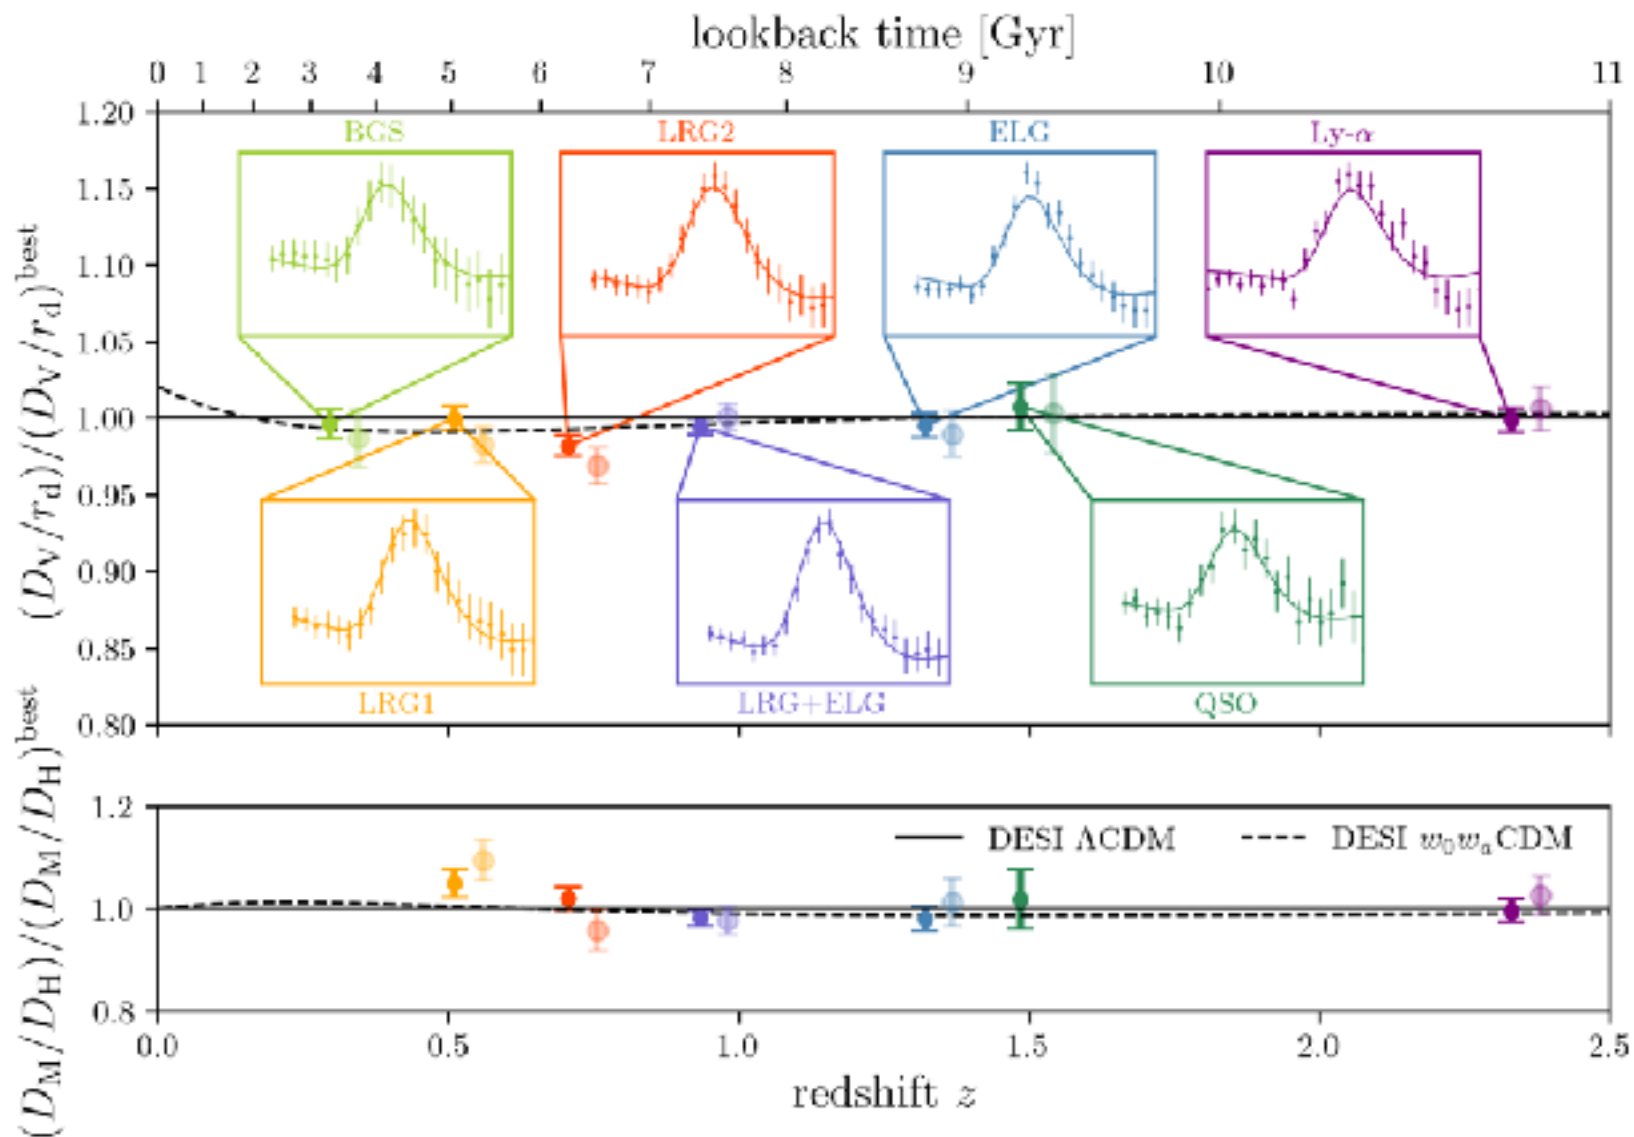 lookback time [Gyr]
0 1 2 3 4 5 6 7 8 9 10 11
1.20
1.15
1.10
1.05
1.00
0.95
0.90
0.85
0.80
(D_V/r_d)/(D_V/r_d)^best
BGS
LRG2
ELG
Ly-α
LRG1
LRG+ELG
QSO
1.2
1.0
0.8
(D_M/D_H)/(D_M/D_H)^best
DESI ΛCDM
DESI w₀wₐCDM
0.0 0.5 1.0 1.5 2.0 2.5
redshift z